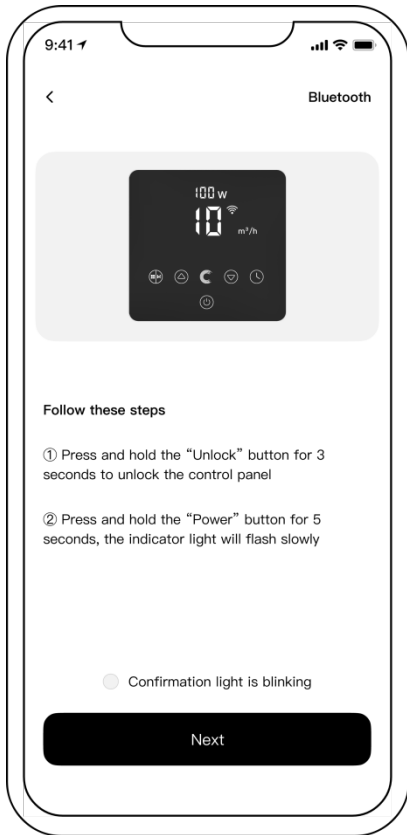 9:41
Bluetooth
100 w
10
m³/h
Follow these steps
① Press and hold the “Unlock” button for 3
seconds to unlock the control panel
② Press and hold the “Power” button for 5
seconds, the indicator light will flash slowly
Confirmation light is blinking
Next